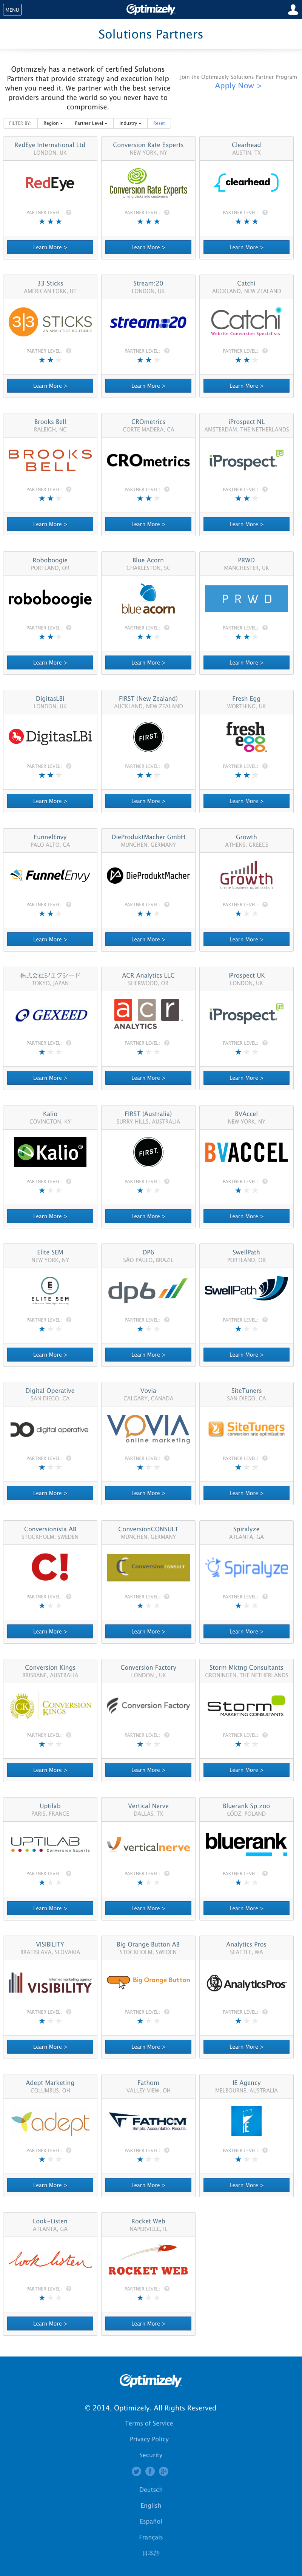 MENU
Optimizely
Solutions Partners
Optimizely has a network of certified Solutions
Partners that provide strategy and execution help
when you need it. We partner with the best service
providers around the world so you never have to
compromise.
Join the Optimizely Solutions Partner Program
Apply Now >
FILTER BY: Region Partner Level Industry Reset
RedEye International Ltd Conversion Rate Experts Clearhead
LONDON, UK NEW YORK, NY AUSTIN, TX
RedEye Conversion Rate Experts clearhead
PARTNER LEVEL: PARTNER LEVEL: PARTNER LEVEL:
Learn More > Learn More > Learn More >
33 Sticks Stream:20 Catchi
AMERICAN FORK, UT LONDON, UK AUCKLAND, NEW ZEALAND
33 STICKS stream:20 Catchi
AN ANALYTICS BOUTIQUE Website Conversion Specialists
PARTNER LEVEL: PARTNER LEVEL: PARTNER LEVEL:
Learn More > Learn More > Learn More >
Brooks Bell CROmetrics iProspect NL
RALEIGH, NC CORTE MADERA, CA AMSTERDAM, THE NETHERLANDS
BROOKS BELL CROmetrics iProspect.
PARTNER LEVEL: PARTNER LEVEL: PARTNER LEVEL:
Learn More > Learn More > Learn More >
Roboboogie Blue Acorn PRWD
PORTLAND, OR CHARLESTON, SC MANCHESTER, UK
roboboogie blue acorn PRWD
PARTNER LEVEL: PARTNER LEVEL: PARTNER LEVEL:
Learn More > Learn More > Learn More >
DigitasLBi FIRST (New Zealand) Fresh Egg
LONDON, UK AUCKLAND, NEW ZEALAND WORTHING, UK
DigitasLBi FIRST. fresh egg
PARTNER LEVEL: PARTNER LEVEL: PARTNER LEVEL:
Learn More > Learn More > Learn More >
FunnelEnvy DieProduktMacher GmbH Growth
PALO ALTO, CA MÜNCHEN, GERMANY ATHENS, GREECE
FunnelEnvy DieProduktMacher Growth
online business optimization
PARTNER LEVEL: PARTNER LEVEL: PARTNER LEVEL:
Learn More > Learn More > Learn More >
株式会社ジエクシード ACR Analytics LLC iProspect UK
TOKYO, JAPAN SHERWOOD, OR LONDON, UK
GEXEED acr ANALYTICS iProspect.
PARTNER LEVEL: PARTNER LEVEL: PARTNER LEVEL:
Learn More > Learn More > Learn More >
Kalio FIRST (Australia) BVAccel
COVINGTON, KY SURRY HILLS, AUSTRALIA NEW YORK, NY
Kalio FIRST. BVACCEL
PARTNER LEVEL: PARTNER LEVEL: PARTNER LEVEL:
Learn More > Learn More > Learn More >
Elite SEM DP6 SwellPath
NEW YORK, NY SÃO PAULO, BRAZIL PORTLAND, OR
E ELITE SEM dp6 SwellPath
PARTNER LEVEL: PARTNER LEVEL: PARTNER LEVEL:
Learn More > Learn More > Learn More >
Digital Operative Vovia SiteTuners
SAN DIEGO, CA CALGARY, CANADA SAN DIEGO, CA
digital operative VOVIA SiteTuners
online marketing conversion rate optimization
PARTNER LEVEL: PARTNER LEVEL: PARTNER LEVEL:
Learn More > Learn More > Learn More >
Conversionista AB ConversionCONSULT Spiralyze
STOCKHOLM, SWEDEN MÜNCHEN, GERMANY ATLANTA, GA
C! Conversion CONSULT Spiralyze
PARTNER LEVEL: PARTNER LEVEL: PARTNER LEVEL:
Learn More > Learn More > Learn More >
Conversion Kings Conversion Factory Storm Mktng Consultants
BRISBANE, AUSTRALIA LONDON , UK GRONINGEN, THE NETHERLANDS
CK CONVERSION KINGS Conversion Factory Storm
MARKETING CONSULTANTS
PARTNER LEVEL: PARTNER LEVEL: PARTNER LEVEL:
Learn More > Learn More > Learn More >
Uptilab Vertical Nerve Bluerank Sp zoo
PARIS, FRANCE DALLAS, TX ŁÓDŹ, POLAND
UPTILAB verticalnerve bluerank
Conversion Experts
PARTNER LEVEL: PARTNER LEVEL: PARTNER LEVEL:
Learn More > Learn More > Learn More >
VISIBILITY Big Orange Button AB Analytics Pros
BRATISLAVA, SLOVAKIA STOCKHOLM, SWEDEN SEATTLE, WA
internet marketing agency
VISIBILITY Big Orange Button AnalyticsPros
PARTNER LEVEL: PARTNER LEVEL: PARTNER LEVEL:
Learn More > Learn More > Learn More >
Adept Marketing Fathom IE Agency
COLUMBUS, OH VALLEY VIEW, OH MELBOURNE, AUSTRALIA
adept FATHOM IE
Simple. Accountable. Results.
PARTNER LEVEL: PARTNER LEVEL: PARTNER LEVEL:
Learn More > Learn More > Learn More >
Look-Listen Rocket Web
ATLANTA, GA NAPERVILLE, IL
look listen ROCKET WEB
PARTNER LEVEL: PARTNER LEVEL:
Learn More > Learn More >
Optimizely
© 2014, Optimizely. All Rights Reserved
Terms of Service
Privacy Policy
Security
Deutsch
English
Español
Français
日本語